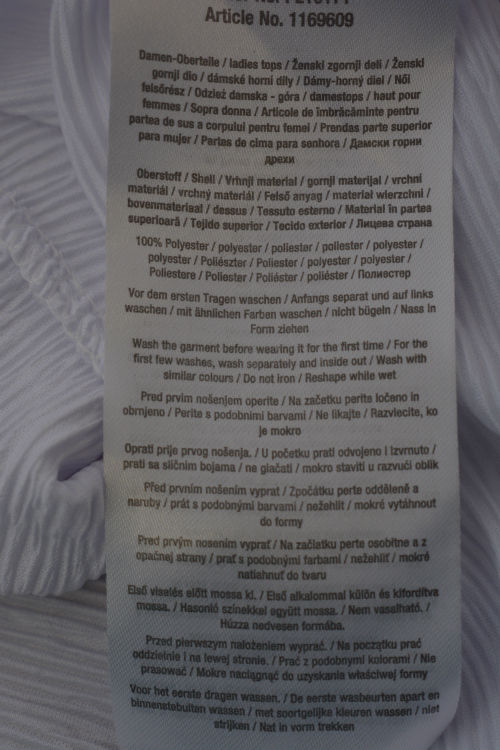 Article No. 1169609
Damen-Oberteile / ladies tops / Ženski zgornji deli / Ženski
gornji dio / dámské horní díly / Dámy-horný diel / Női
felsőrész / Odzież damska - góra / damestops / haut pour
femmes / Sopra donna / Articole de îmbrăcăminte pentru
partea de sus a corpului pentru femei / Prendas parte superior
para mujer / Partes de cima para senhora / Дамски горни
дрехи
Oberstoff / Shell / Vrhnji material / gornji materijal / vrchní
materiál / vrchný materiál / Felső anyag / materiał wierzchni /
bovenmateriaal / dessus / Tessuto esterno / Material în partea
superioară / Tejido superior / Tecido exterior / Лицева страна
100% Polyester / polyester / poliester / poliester / polyester /
polyester / Poliészter / Poliester / polyester / polyester /
Poliestere / Poliester / Poliéster / poliéster / Полиестер
Vor dem ersten Tragen waschen / Anfangs separat und auf links
waschen / mit ähnlichen Farben waschen / nicht bügeln / Nass in
Form ziehen
Wash the garment before wearing it for the first time / For the
first few washes, wash separately and inside out / Wash with
similar colours / Do not iron / Reshape while wet
Pred prvim nošenjem operite / Na začetku perite ločeno in
obrnjeno / Perite s podobnimi barvami / Ne likajte / Razvlecite, ko
je mokro
Oprati prije prvog nošenja. / U početku prati odvojeno i izvrnuto /
prati sa sličnim bojama / ne glačati / mokro staviti u razvući oblik
Před prvním nošením vyprat / Zpočátku perte odděleně a
naruby / prát s podobnými barvami / nežehlit / mokré vytáhnout
do formy
Pred prvým nosením vyprať / Na začiatku perte osobitne a z
opačnej strany / prať s podobnými farbami / nežehliť / mokré
natiahnuť do tvaru
Első viselés előtt mossa ki. / Első alkalommal külön és kifordítva
mossa. / Hasonló színekkel együtt mossa. / Nem vasalható. /
Húzza nedvesen formába.
Przed pierwszym nałożeniem wyprać. / Na początku prać
oddzielnie i na lewej stronie. / Prać z podobnymi kolorami / Nie
prasować / Mokre naciągnąć do uzyskania właściwej formy
Voor het eerste dragen wassen. / De eerste wasbeurten apart en
binnenstebuiten wassen / met soortgelijke kleuren wassen / niet
strijken / Nat in vorm trekken